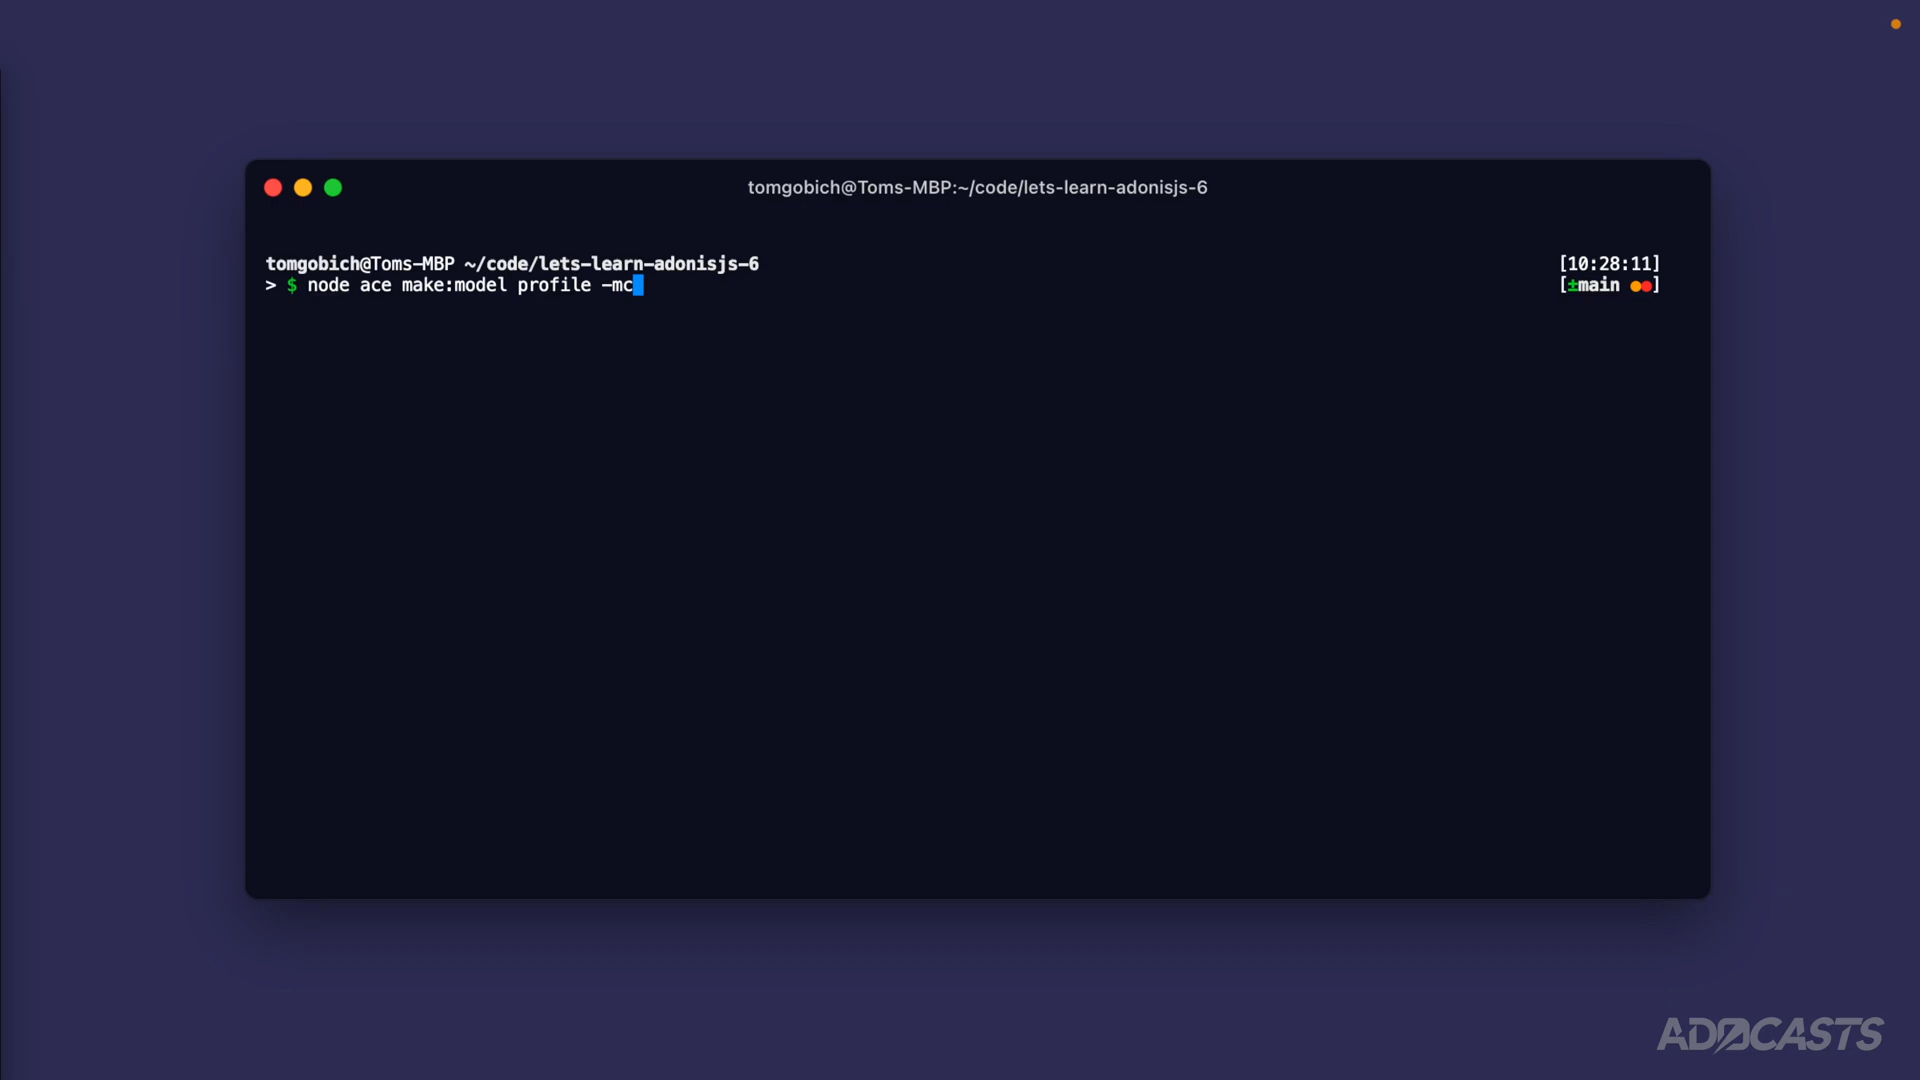 tomgobich@Toms-MBP:~/code/lets-learn-adonisjs-6
tomgobich@Toms-MBP ~/code/lets-learn-adonisjs-6 [10:28:11]
> $ node ace make:model profile -mc [±main ●●]
ADOCASTS